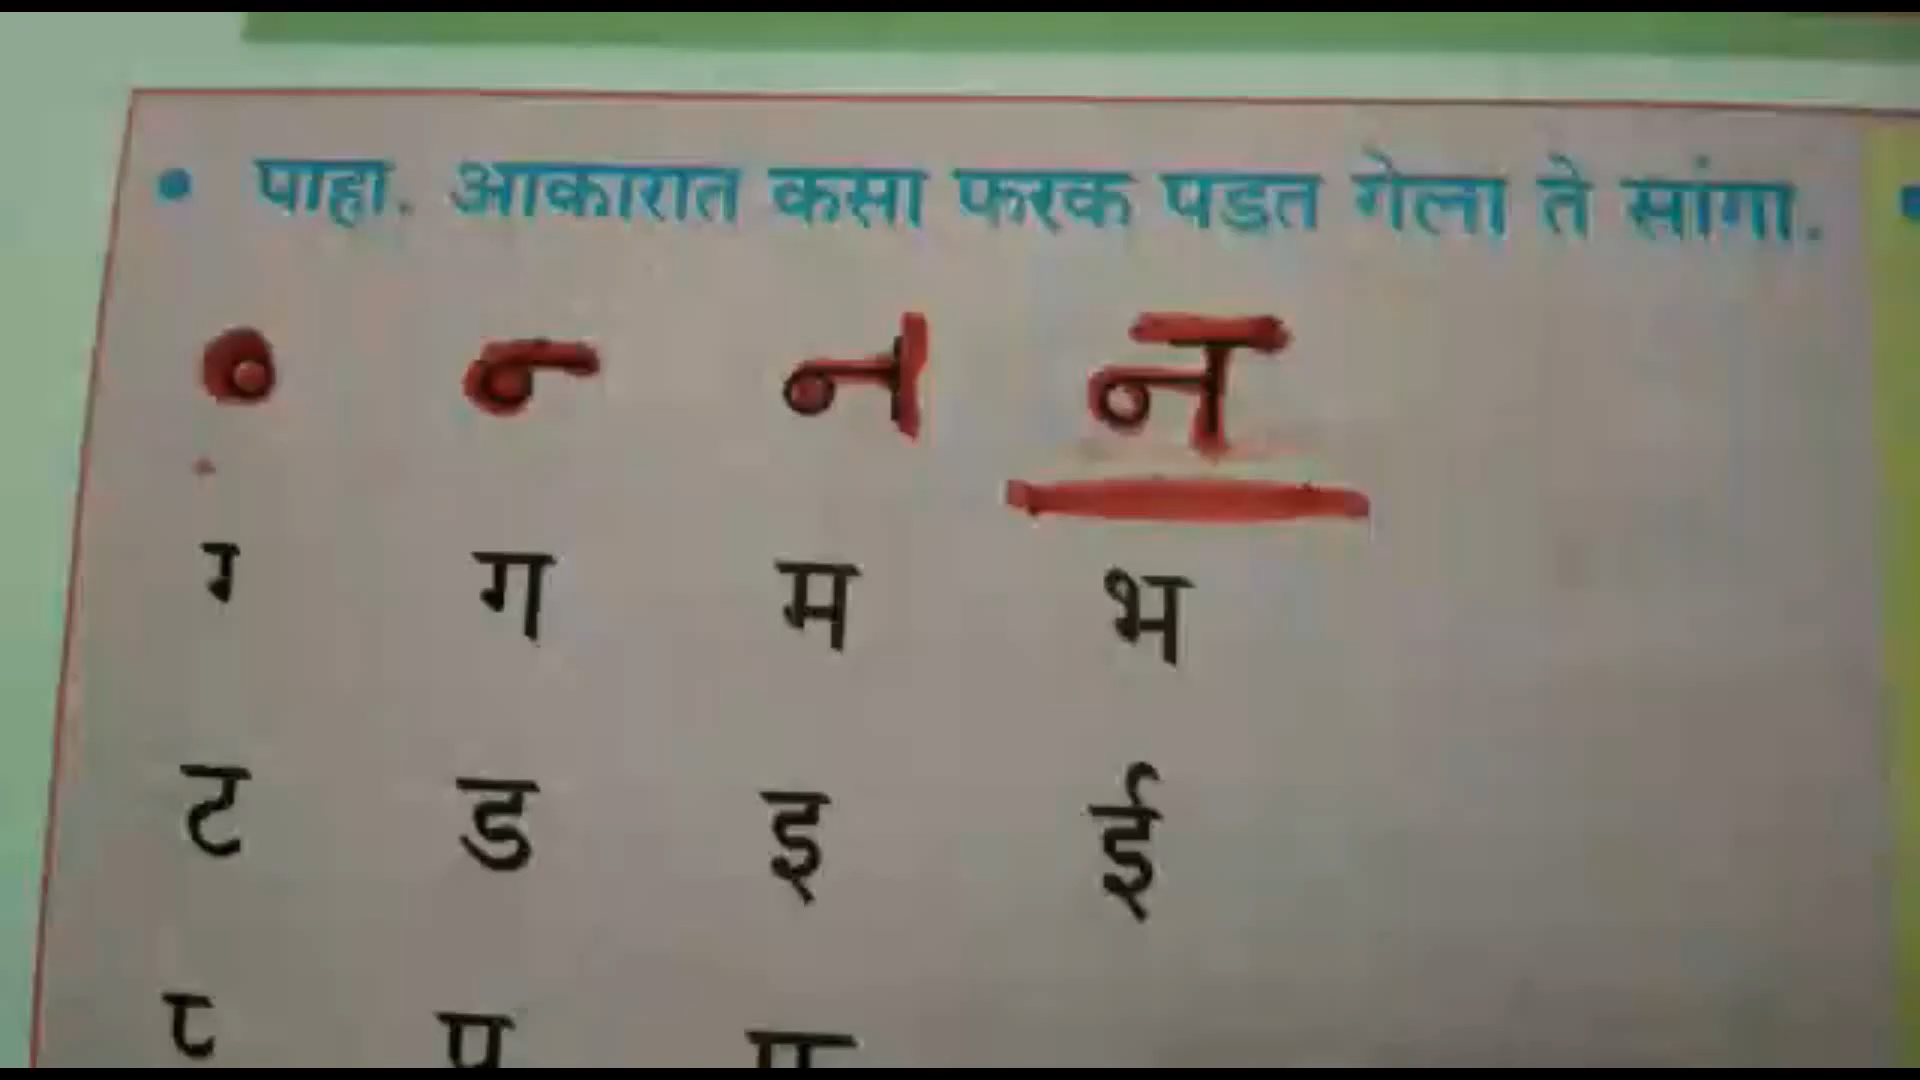 • पाहा. आकारात कसा फरक पडत गेला ते सांगा.
न
ग म भ
ट ड इ ई
प